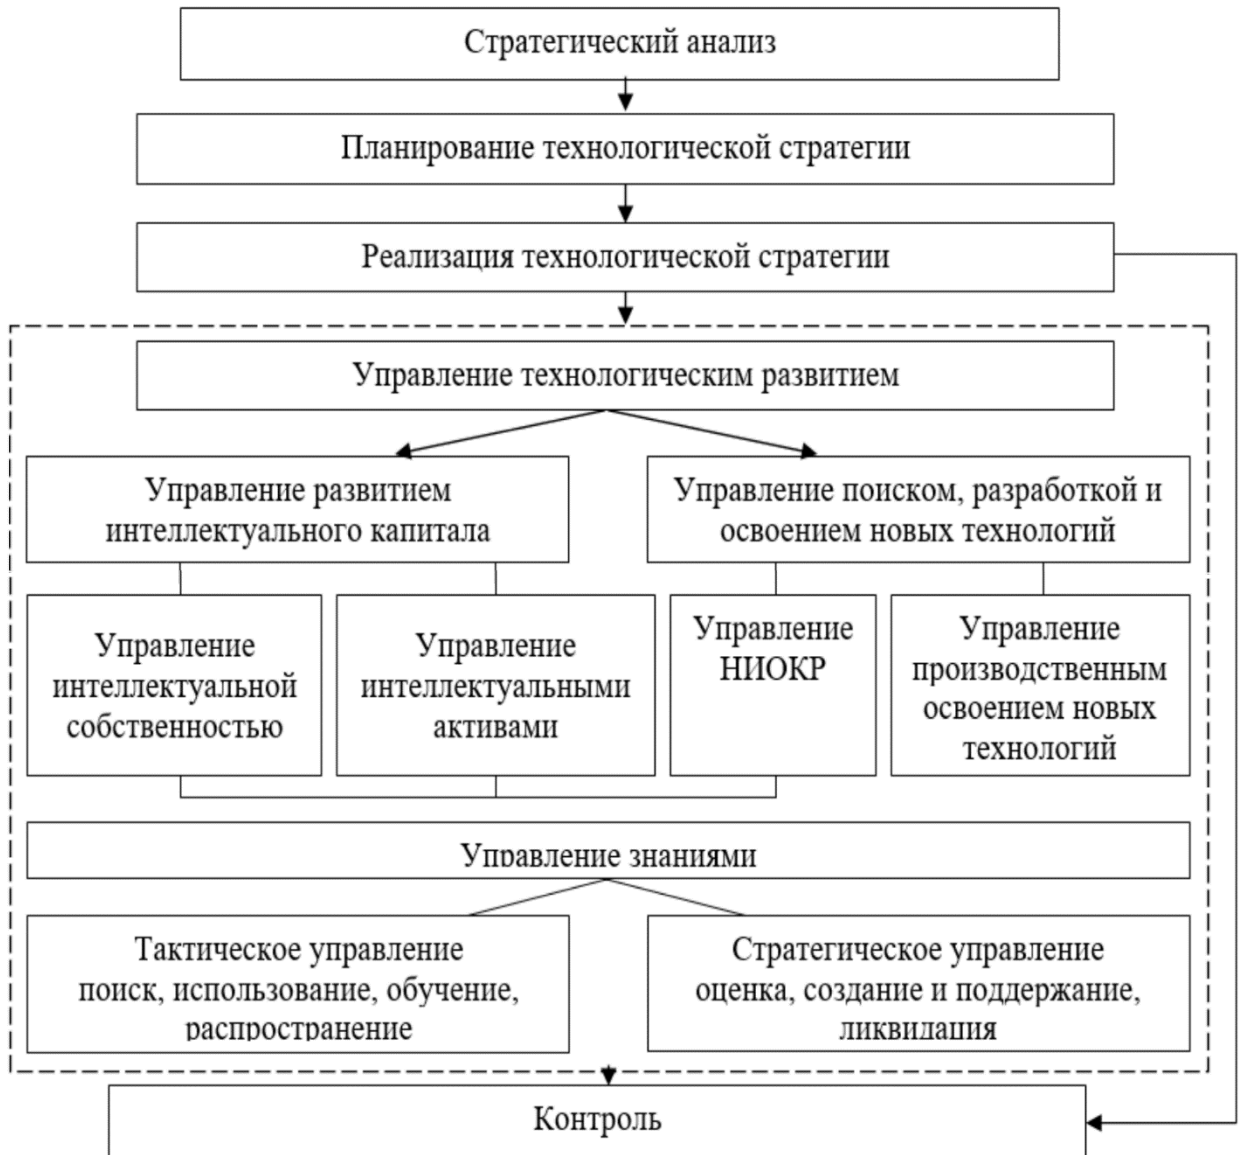 Стратегический анализ
Планирование технологической стратегии
Реализация технологической стратегии
Управление технологическим развитием
Управление развитием
интеллектуального капитала
Управление поиском, разработкой и
освоением новых технологий
Управление
интеллектуальной
собственностью
Управление
интеллектуальными
активами
Управление
НИОКР
Управление
производственным
освоением новых
технологий
Управление знаниями
Тактическое управление
поиск, использование, обучение,
распространение
Стратегическое управление
оценка, создание и поддержание,
ликвидация
Контроль